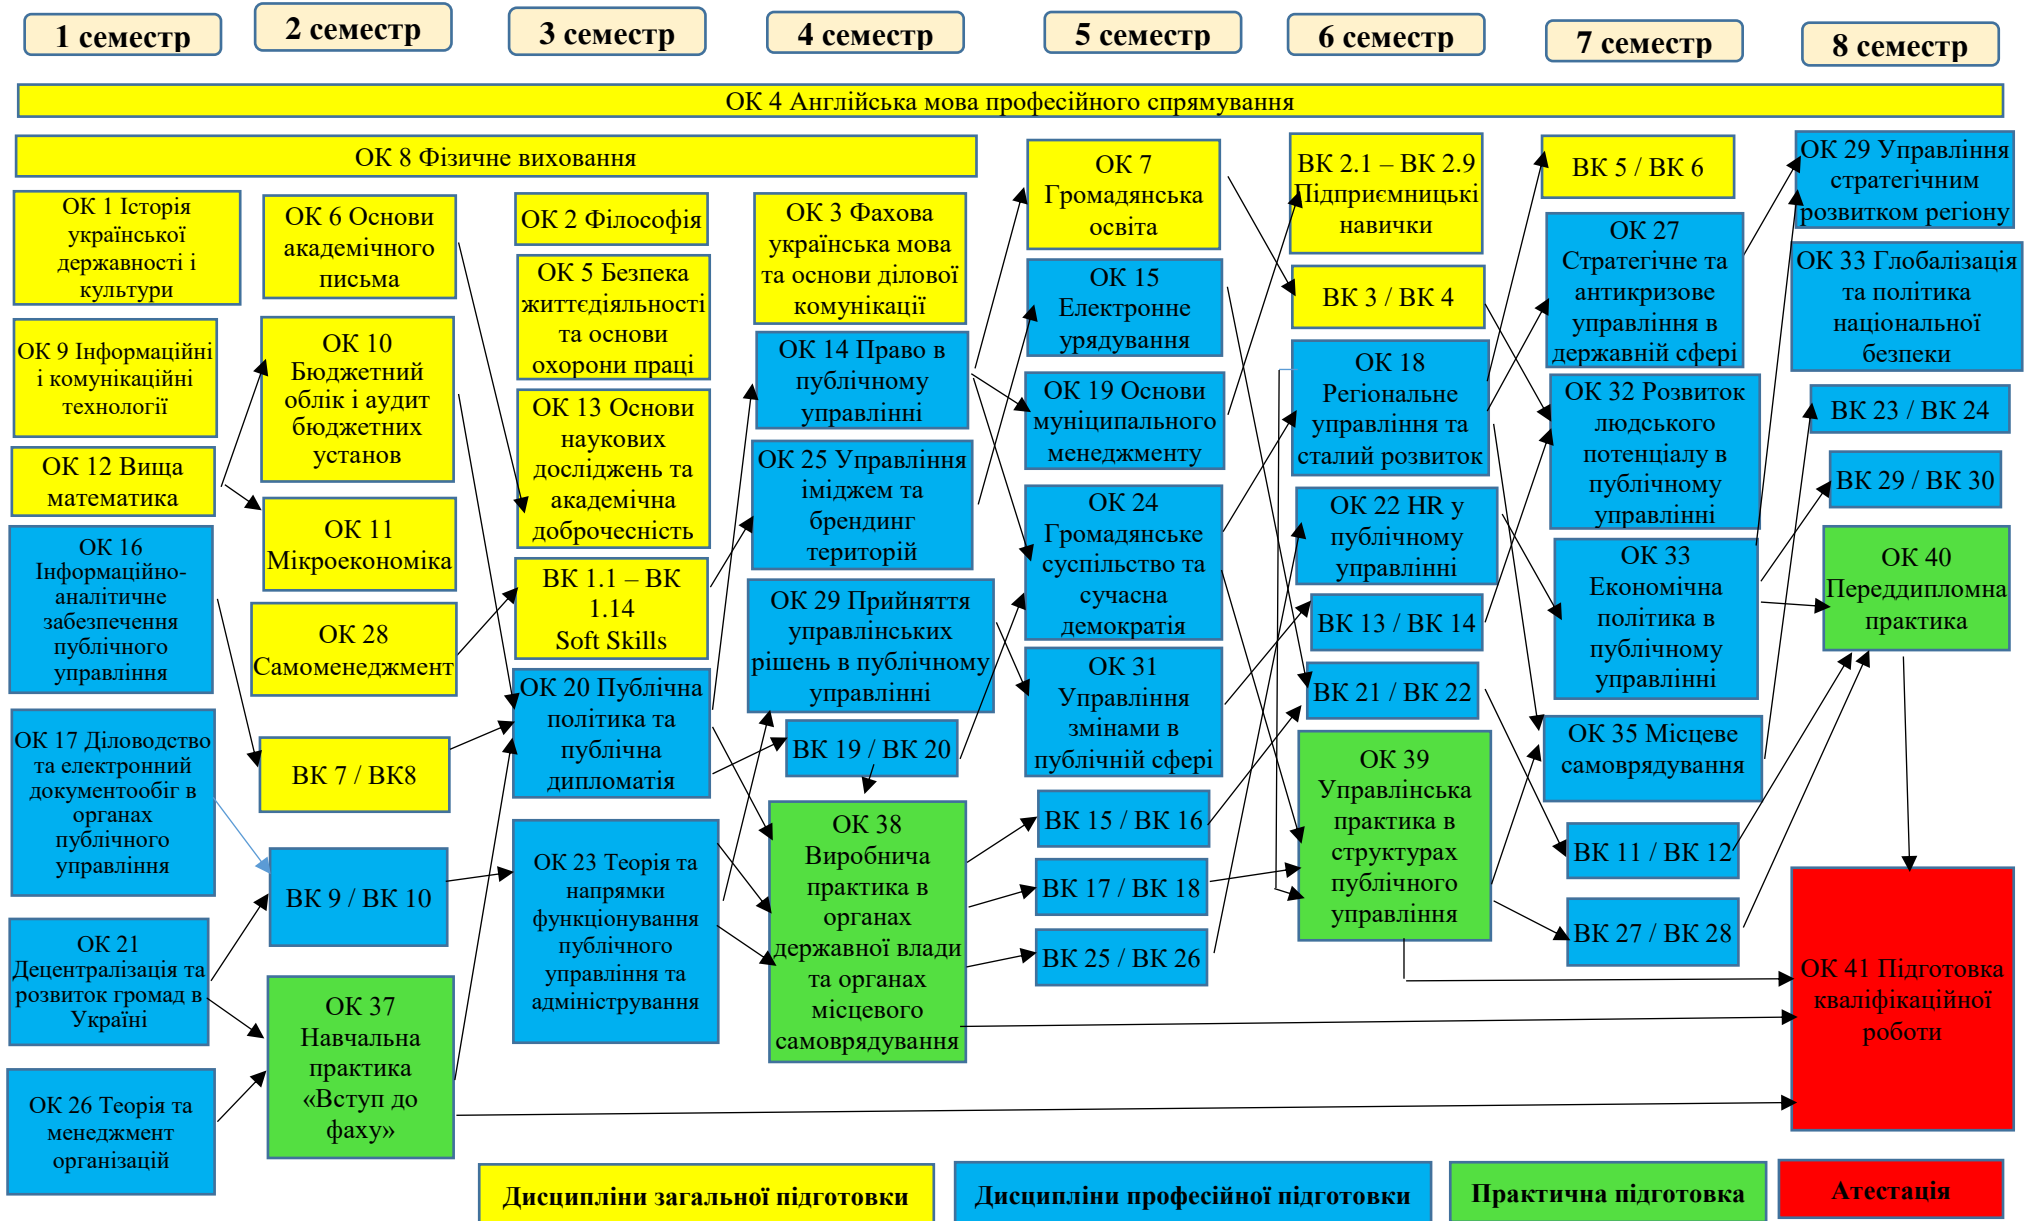 1 семестр
2 семестр
3 семестр
4 семестр
5 семестр
6 семестр
7 семестр
8 семестр
ОК 4 Англійська мова професійного спрямування
ОК 8 Фізичне виховання
ОК 1 Історія
української
державності і
культури
ОК 9 Інформаційні
і комунікаційні
технології
ОК 12 Вища
математика
ОК 16
Інформаційно-
аналітичне
забезпечення
публічного
управління
ОК 17 Діловодство
та електронний
документообіг в
органах
публічного
управління
ОК 21
Децентралізація та
розвиток громад в
Україні
ОК 26 Теорія та
менеджмент
організацій
ОК 6 Основи
академічного
письма
ОК 10
Бюджетний
облік і аудит
бюджетних
установ
ОК 11
Мікроекономіка
ОК 28
Самоменеджмент
ВК 7 / ВК8
ВК 9 / ВК 10
ОК 37
Навчальна
практика
«Вступ до
фаху»
ОК 2 Філософія
ОК 5 Безпека
життєдіяльності
та основи
охорони праці
ОК 13 Основи
наукових
досліджень та
академічна
доброчесність
ВК 1.1 – ВК
1.14
Soft Skills
ОК 20 Публічна
політика та
публічна
дипломатія
ОК 23 Теорія та
напрямки
функціонування
публічного
управління та
адміністрування
ОК 3 Фахова
українська мова
та основи ділової
комунікації
ОК 14 Право в
публічному
управлінні
ОК 25 Управління
іміджем та
брендинг
територій
ОК 29 Прийняття
управлінських
рішень в публічному
управлінні
ВК 19 / ВК 20
ОК 38
Виробнича
практика в
органах
державної влади
та органах
місцевого
самоврядування
ОК 7
Громадянська
освіта
ОК 15
Електронне
урядування
ОК 19 Основи
муніципального
менеджменту
ОК 24
Громадянське
суспільство та
сучасна
демократія
ОК 31
Управління
змінами в
публічній сфері
ВК 15 / ВК 16
ВК 17 / ВК 18
ВК 25 / ВК 26
ВК 2.1 – ВК 2.9
Підприємницькі
навички
ВК 3 / ВК 4
ОК 18
Регіональне
управління та
сталий розвиток
ОК 22 HR у
публічному
управлінні
ВК 13 / ВК 14
ВК 21 / ВК 22
ОК 39
Управлінська
практика в
структурах
публічного
управління
ВК 5 / ВК 6
ОК 27
Стратегічне та
антикризове
управління в
державній сфері
ОК 32 Розвиток
людського
потенціалу в
публічному
управлінні
ОК 33
Економічна
політика в
публічному
управлінні
ОК 35 Місцеве
самоврядування
ВК 11 / ВК 12
ВК 27 / ВК 28
ОК 29 Управління
стратегічним
розвитком регіону
ОК 33 Глобалізація
та політика
національної
безпеки
ВК 23 / ВК 24
ВК 29 / ВК 30
ОК 40
Переддипломна
практика
ОК 41 Підготовка
кваліфікаційної
роботи
Дисципліни загальної підготовки
Дисципліни професійної підготовки
Практична підготовка
Атестація